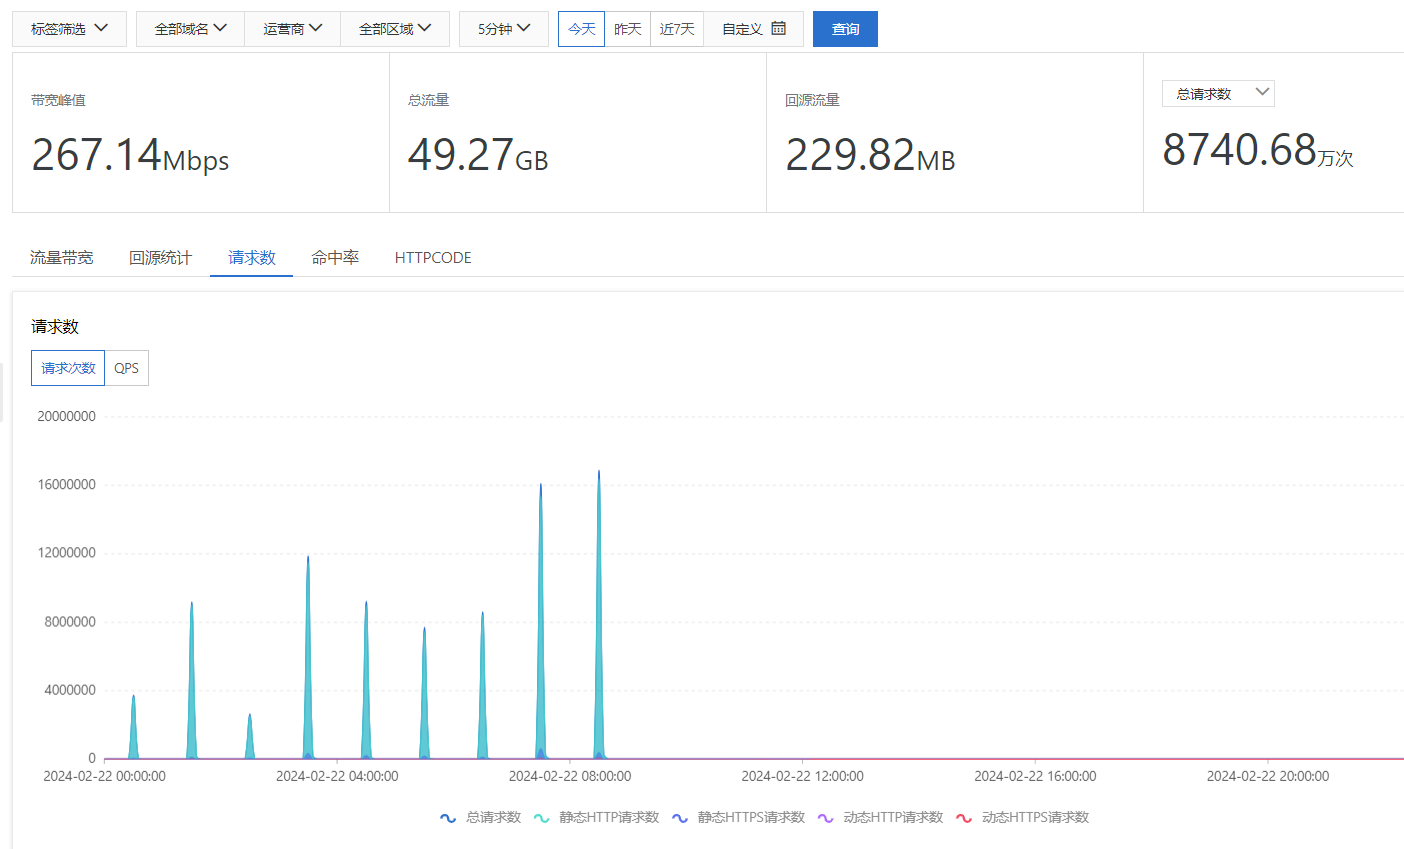 标签筛选 全部域名 运营商 全部区域 5分钟 今天 昨天 近7天 自定义 查询
带宽峰值 总流量 回源流量 总请求数
267.14Mbps 49.27GB 229.82MB 8740.68万次
流量带宽 回源统计 请求数 命中率 HTTPCODE
请求数
请求次数 QPS
20000000
16000000
12000000
8000000
4000000
0
2024-02-22 00:00:00 2024-02-22 04:00:00 2024-02-22 08:00:00 2024-02-22 12:00:00 2024-02-22 16:00:00 2024-02-22 20:00:00
总请求数 静态HTTP请求数 静态HTTPS请求数 动态HTTP请求数 动态HTTPS请求数